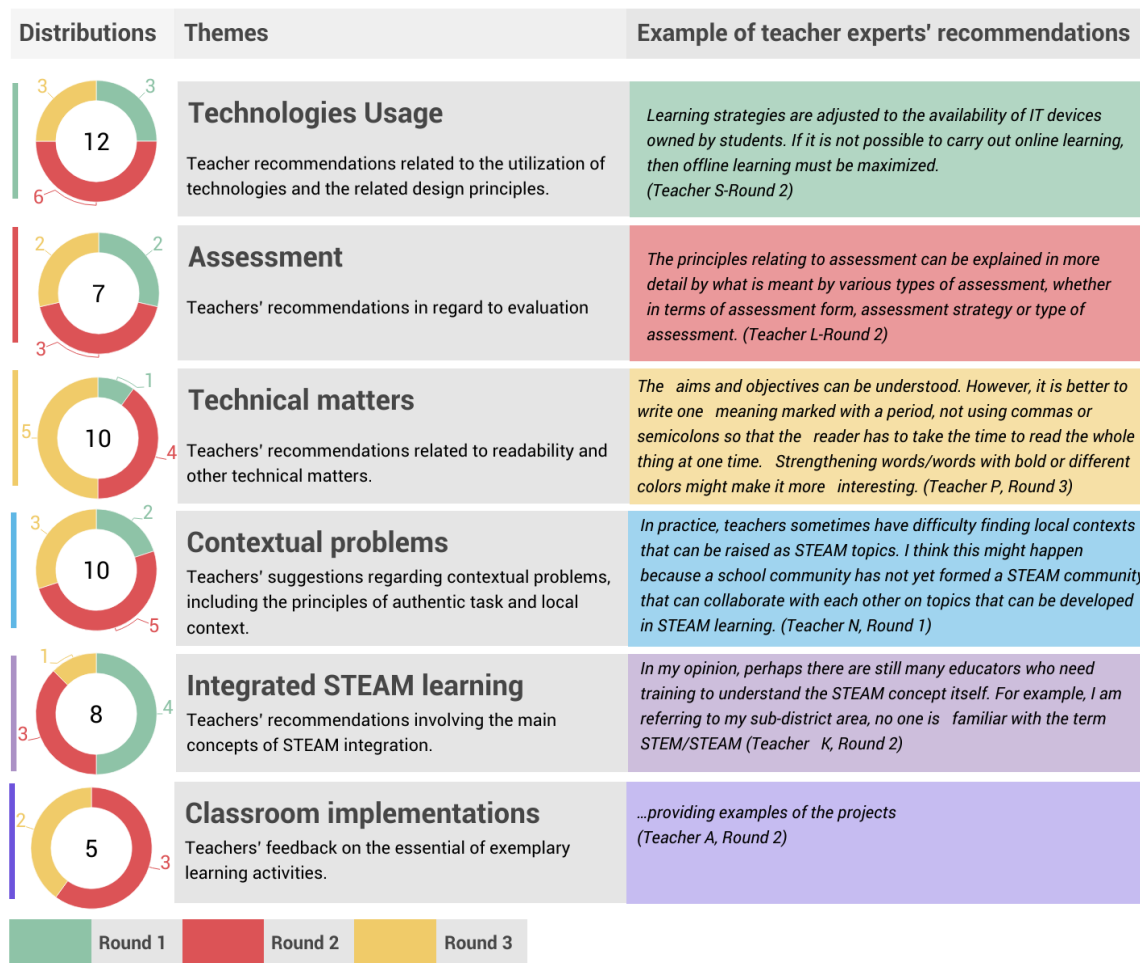 Distributions Themes Example of teacher experts' recommendations
3 3
12
6
Technologies Usage
Teacher recommendations related to the utilization of
technologies and the related design principles.
Learning strategies are adjusted to the availability of IT devices
owned by students. If it is not possible to carry out online learning,
then offline learning must be maximized.
(Teacher S-Round 2)
2 2
7
3
Assessment
Teachers' recommendations in regard to evaluation
The principles relating to assessment can be explained in more
detail by what is meant by various types of assessment, whether
in terms of assessment form, assessment strategy or type of
assessment. (Teacher L-Round 2)
1
5
10
4
Technical matters
Teachers' recommendations related to readability and
other technical matters.
The aims and objectives can be understood. However, it is better to
write one meaning marked with a period, not using commas or
semicolons so that the reader has to take the time to read the whole
thing at one time. Strengthening words/words with bold or different
colors might make it more interesting. (Teacher P, Round 3)
3 2
10
5
Contextual problems
Teachers' suggestions regarding contextual problems,
including the principles of authentic task and local
context.
In practice, teachers sometimes have difficulty finding local contexts
that can be raised as STEAM topics. I think this might happen
because a school community has not yet formed a STEAM community
that can collaborate with each other on topics that can be developed
in STEAM learning. (Teacher N, Round 1)
1
8
4
3
Integrated STEAM learning
Teachers' recommendations involving the main
concepts of STEAM integration.
In my opinion, perhaps there are still many educators who need
training to understand the STEAM concept itself. For example, I am
referring to my sub-district area, no one is familiar with the term
STEM/STEAM (Teacher K, Round 2)
2
5
3
Classroom implementations
Teachers' feedback on the essential of exemplary
learning activities.
...providing examples of the projects
(Teacher A, Round 2)
Round 1 Round 2 Round 3